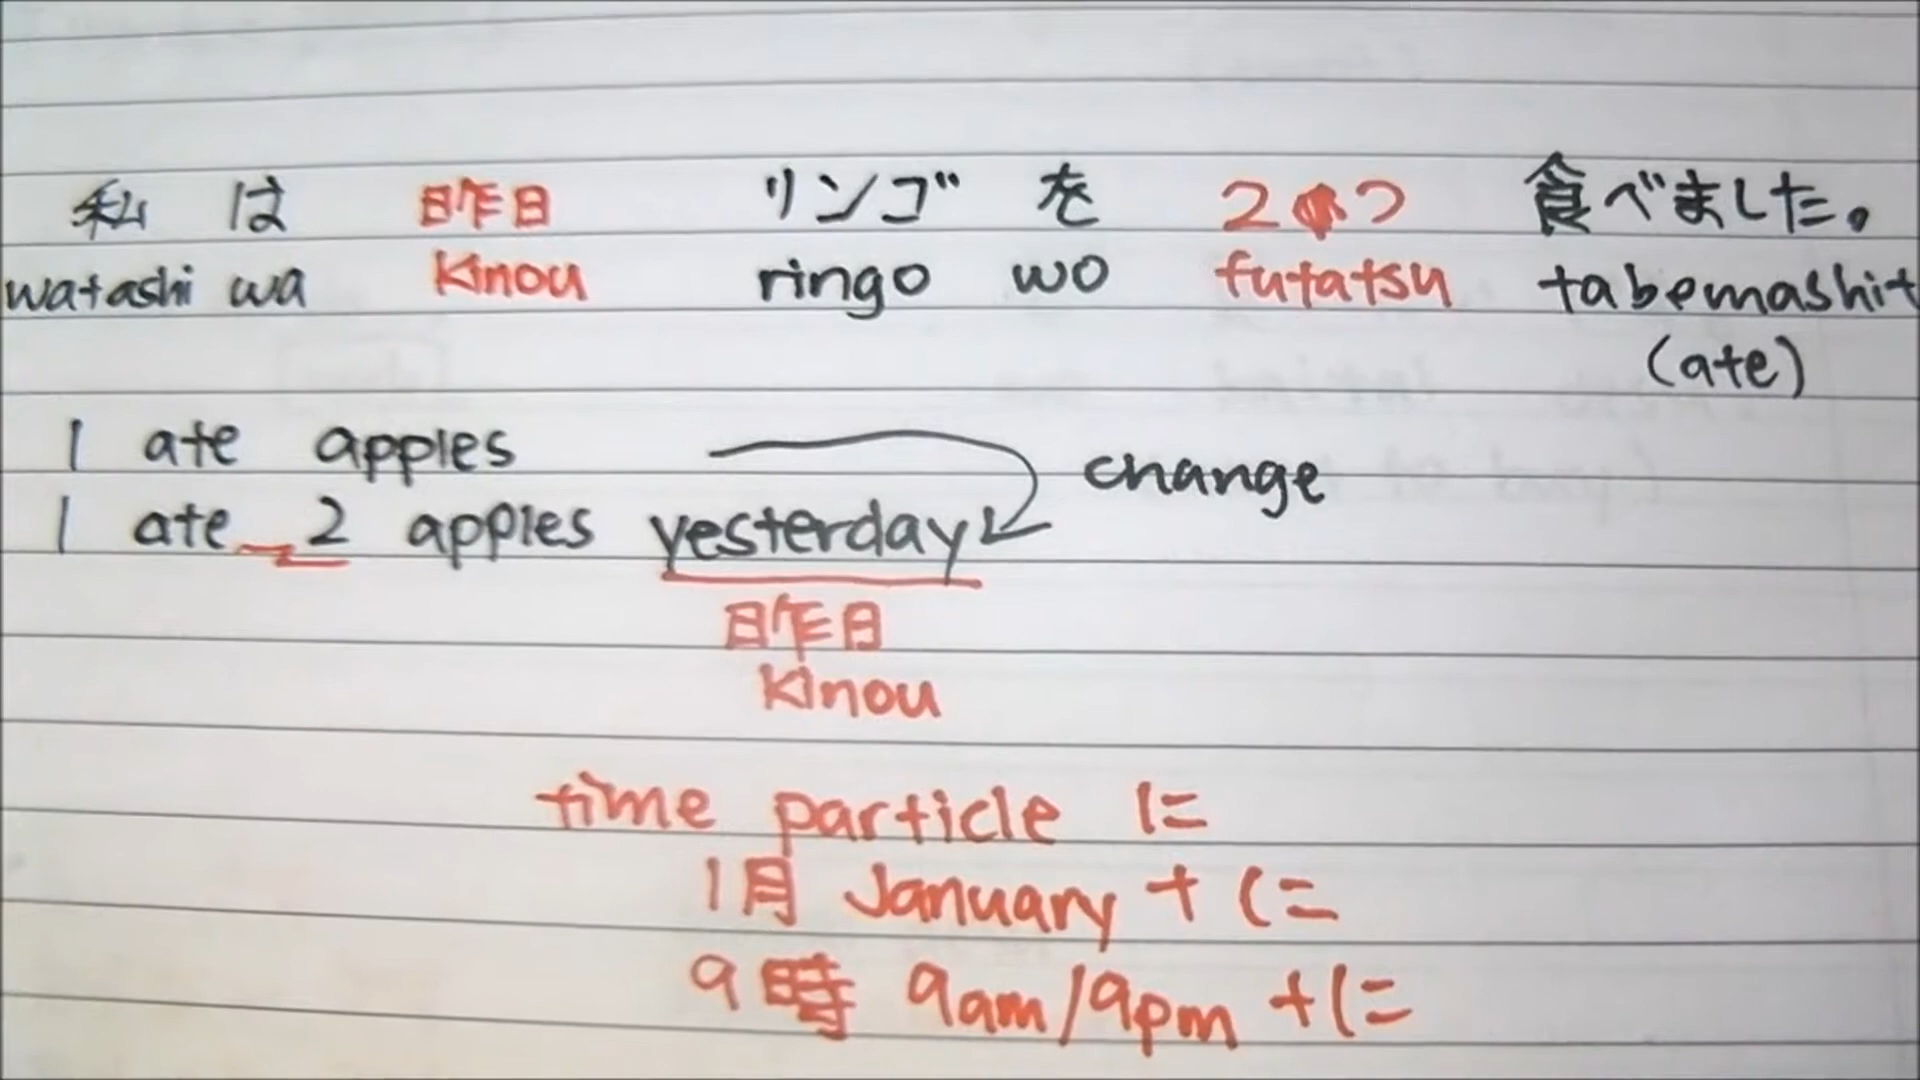 私 は 昨日 リンゴ を 2つ 食べました。
watashi wa kinou ringo wo futatsu tabemashit
(ate)
I ate apples
change
I ate 2 apples yesterday
昨日
kinou
time particle に
1月 January + に
9時 9am/9pm + に